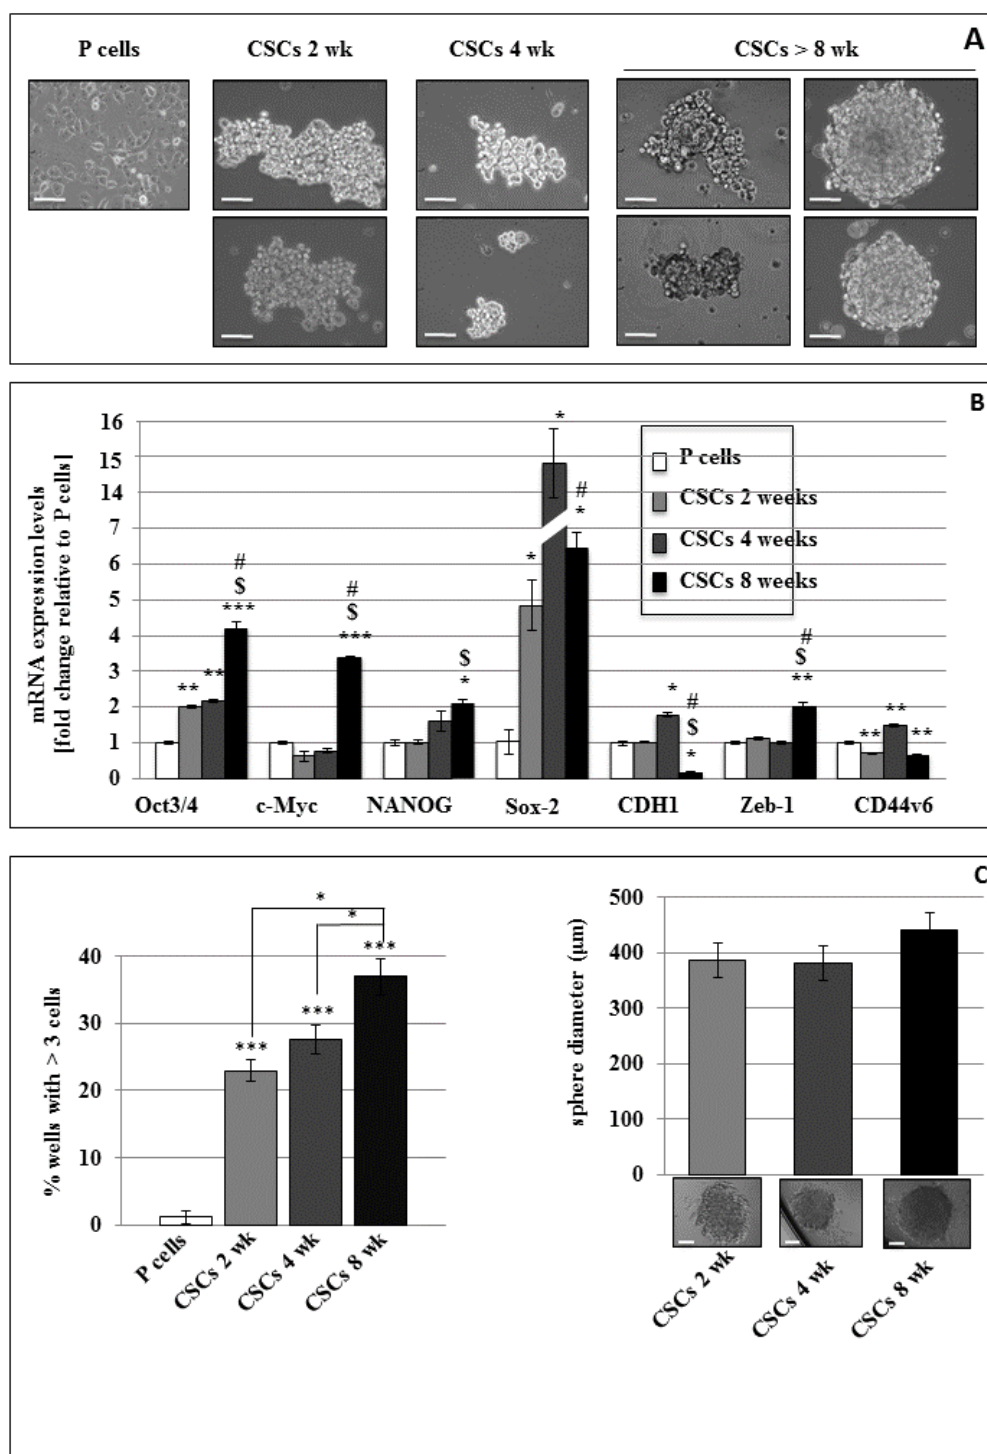 P cells CSCs 2 wk CSCs 4 wk CSCs > 8 wk A
B
16
15
14
7
6
5
4
3
2
1
0
mRNA expression levels
[fold change relative to P cells]
P cells
CSCs 2 weeks
CSCs 4 weeks
CSCs 8 weeks
** ** *** $ #
*** $ #
* $
* * * #
* * $ #
** $ #
** ** **
Oct3/4 c-Myc NANOG Sox-2 CDH1 Zeb-1 CD44v6
C
% wells with > 3 cells
40
30
20
10
0
*
*
*** *** ***
P cells CSCs 2 wk CSCs 4 wk CSCs 8 wk
sphere diameter (µm)
500
400
300
200
100
0
CSCs 2 wk CSCs 4 wk CSCs 8 wk